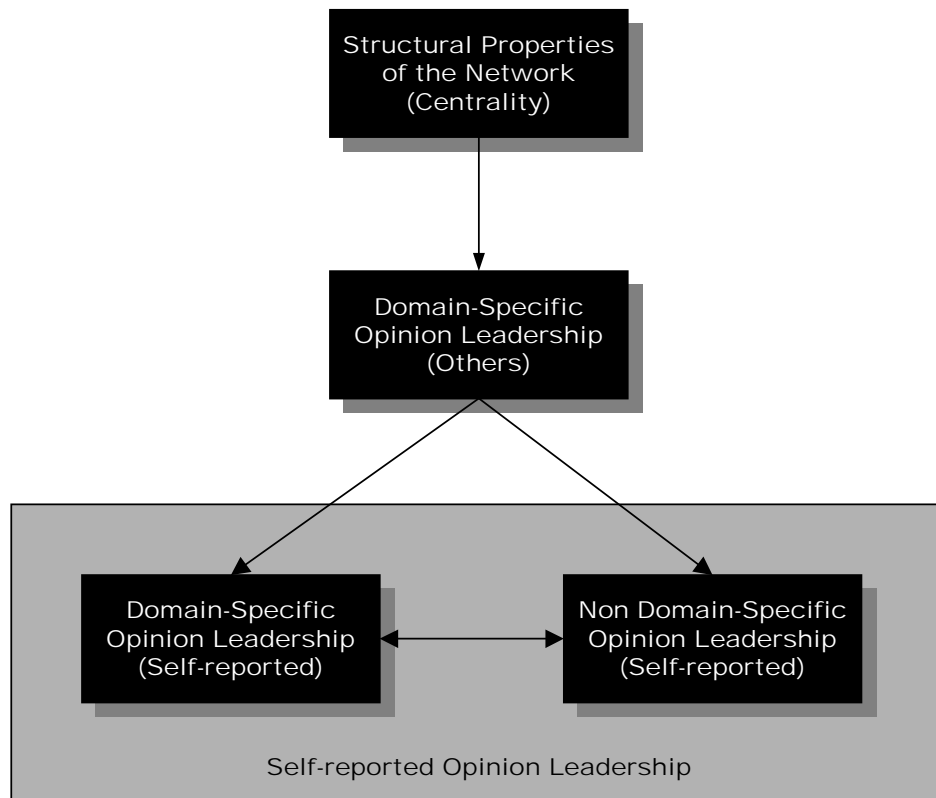 Structural Properties
of the Network
(Centrality)
Domain-Specific
Opinion Leadership
(Others)
Domain-Specific
Opinion Leadership
(Self-reported)
Non Domain-Specific
Opinion Leadership
(Self-reported)
Self-reported Opinion Leadership